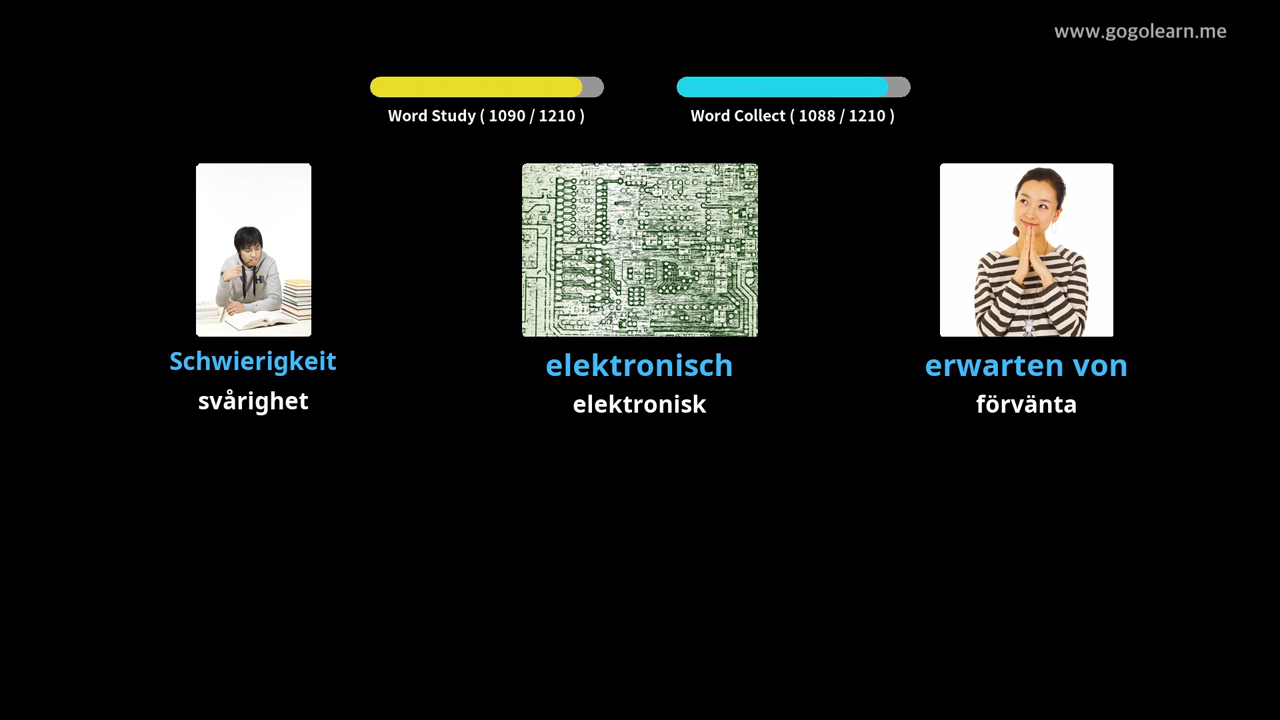 www.gogolearn.me
Word Study ( 1090 / 1210 )
Word Collect ( 1088 / 1210 )
Schwierigkeit
svårighet
elektronisch
elektronisk
erwarten von
förvänta